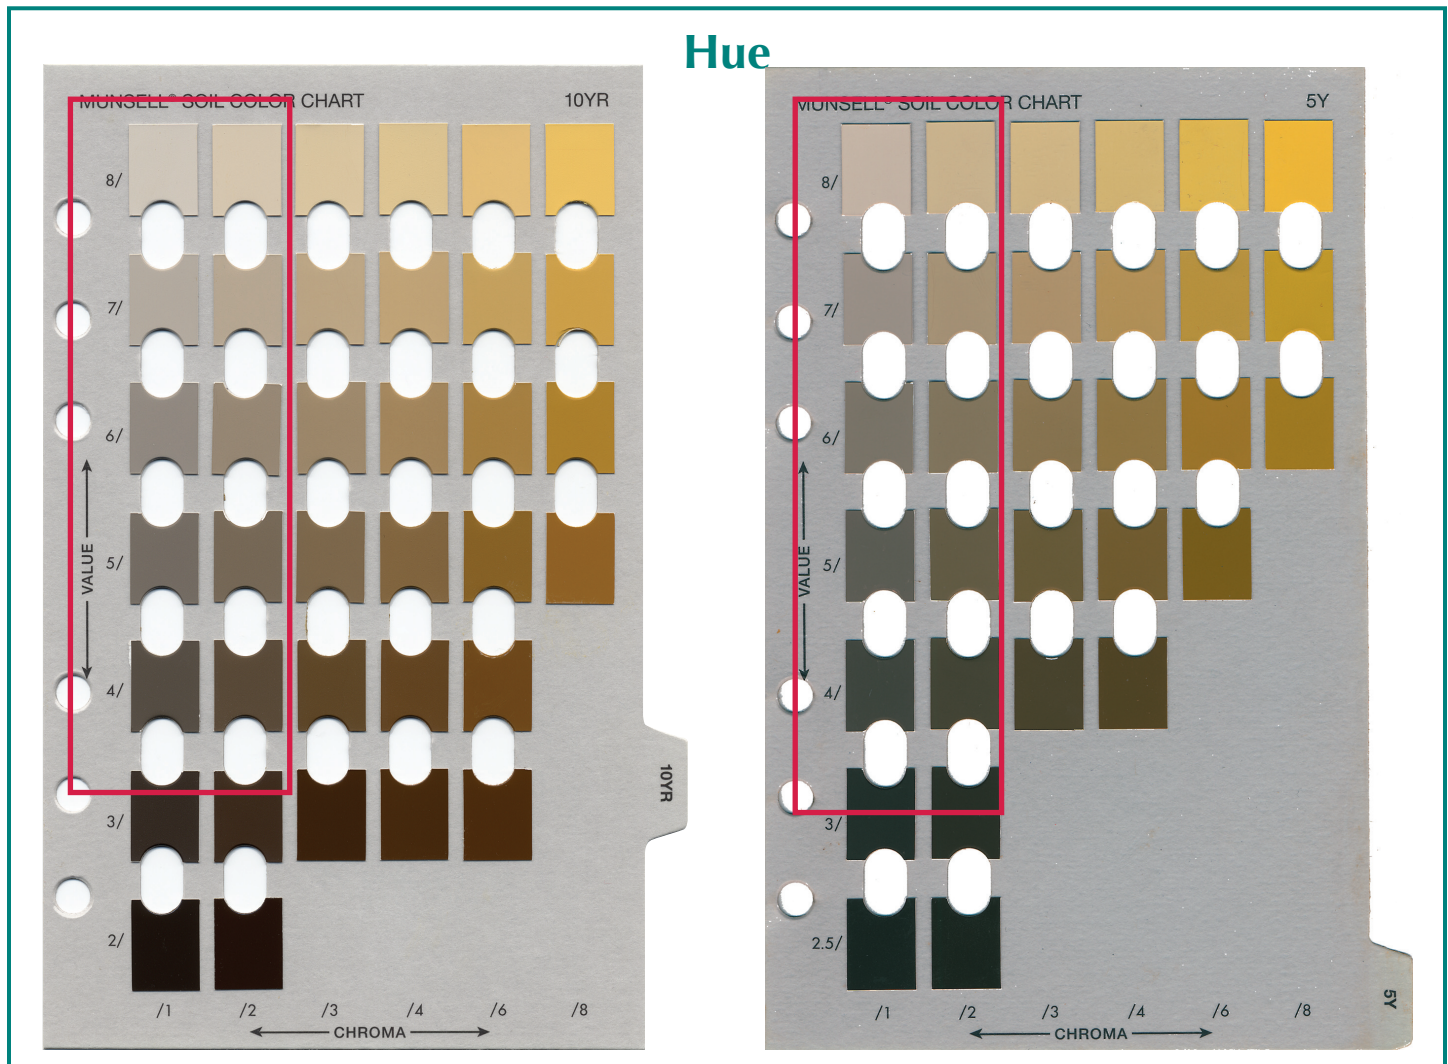 Hue
MUNSELL® SOIL COLOR CHART 10YR
8/
7/
6/
5/
4/
3/
2/
VALUE
/1 /2 /3 /4 /6 /8
CHROMA
10YR
MUNSELL® SOIL COLOR CHART 5Y
8/
7/
6/
5/
4/
3/
2.5/
VALUE
/1 /2 /3 /4 /6 /8
CHROMA
5Y